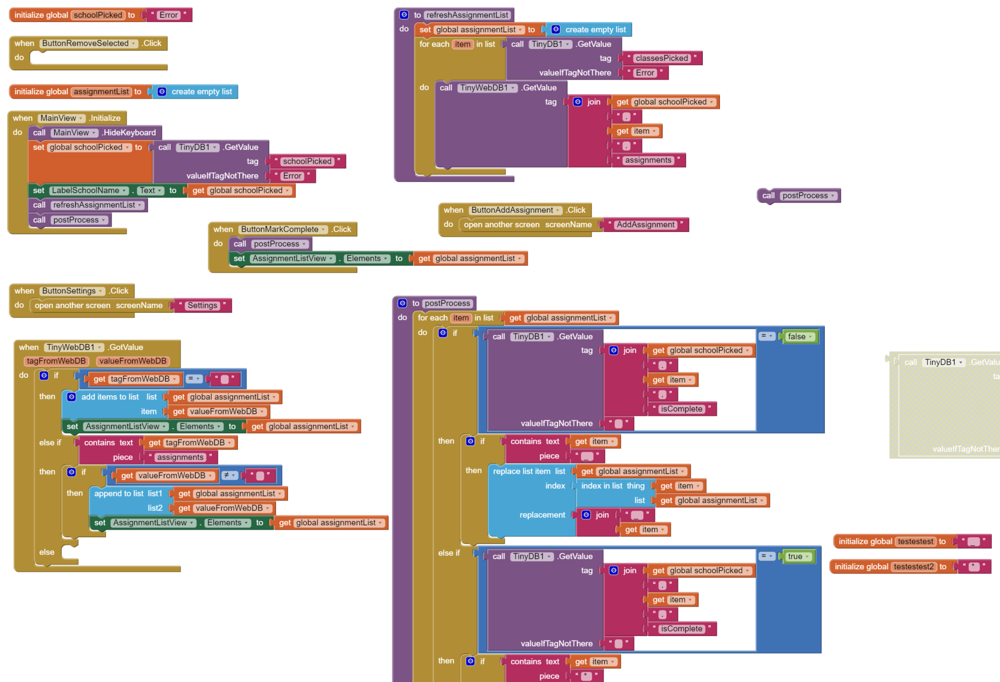 initialize global schoolPicked to " Error "
when ButtonRemoveSelected .Click
do
initialize global assignmentList to create empty list
when MainView .Initialize
do call MainView .HideKeyboard
set global schoolPicked to call TinyDB1 .GetValue
tag " schoolPicked "
valueIfTagNotThere " Error "
set LabelSchoolName . Text to get global schoolPicked
call refreshAssignmentList
call postProcess
when ButtonMarkComplete .Click
do call postProcess
set AssignmentListView . Elements to get global assignmentList
when ButtonSettings .Click
do open another screen screenName " Settings "
when TinyWebDB1 .GotValue
tagFromWebDB valueFromWebDB
do if get tagFromWebDB = " "
then add items to list list get global assignmentList
item get valueFromWebDB
set AssignmentListView . Elements to get global assignmentList
else if contains text get tagFromWebDB
piece " assignments "
then if get valueFromWebDB ≠ " "
then append to list list1 get global assignmentList
list2 get valueFromWebDB
set AssignmentListView . Elements to get global assignmentList
else
to refreshAssignmentList
do set global assignmentList to create empty list
for each item in list call TinyDB1 .GetValue
tag " classesPicked "
valueIfTagNotThere " Error "
do call TinyWebDB1 .GetValue
tag join get global schoolPicked
" . "
get item
" . "
" assignments "
call postProcess
when ButtonAddAssignment .Click
do open another screen screenName " AddAssignment "
to postProcess
do for each item in list get global assignmentList
do if call TinyDB1 .GetValue = false
tag join get global schoolPicked
" . "
get item
" . "
" isComplete "
valueIfTagNotThere " "
then if contains text get item
piece " _ "
then replace list item list get global assignmentList
index index in list thing get item
list get global assignmentList
replacement join " _ "
get item
else if call TinyDB1 .GetValue = true
tag join get global schoolPicked
" . "
get item
" . "
" isComplete "
valueIfTagNotThere " "
then if contains text get item
piece " * "
call TinyDB1 .GetValu
ta
valueIfTagNotTher
initialize global testestest to " _ "
initialize global testestest2 to " * "